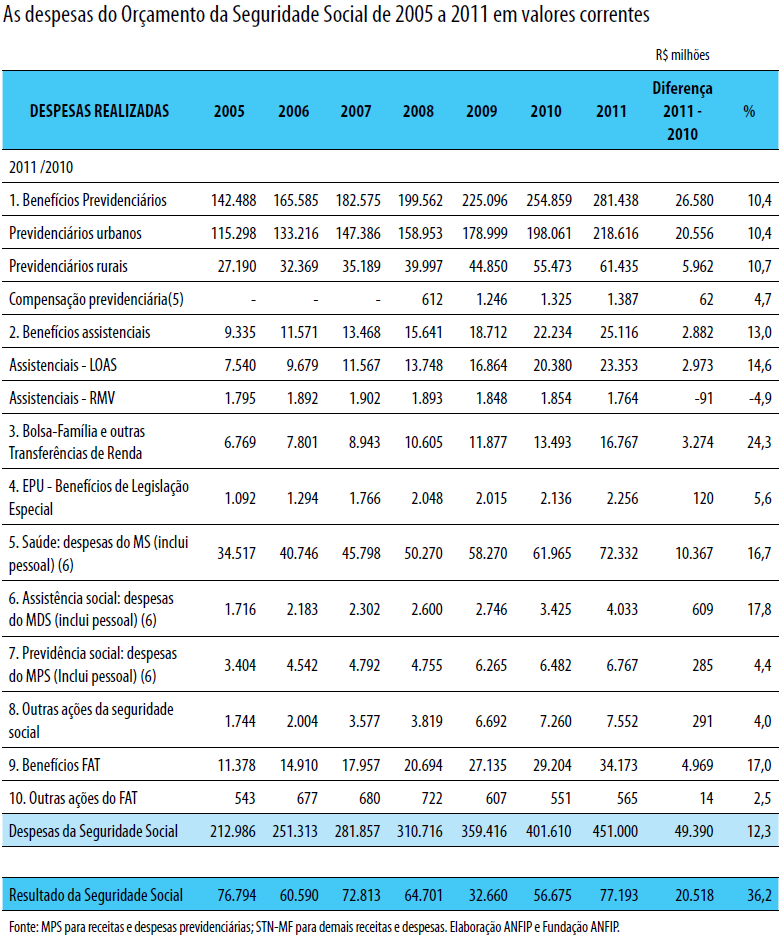 As despesas do Orçamento da Seguridade Social de 2005 a 2011 em valores correntes
R$ milhões
DESPESAS REALIZADAS 2005 2006 2007 2008 2009 2010 2011 Diferença 2011 - 2010 %
2011 /2010
1. Benefícios Previdenciários 142.488 165.585 182.575 199.562 225.096 254.859 281.438 26.580 10,4
Previdenciários urbanos 115.298 133.216 147.386 158.953 178.999 198.061 218.616 20.556 10,4
Previdenciários rurais 27.190 32.369 35.189 39.997 44.850 55.473 61.435 5.962 10,7
Compensação previdenciária(5) - - - 612 1.246 1.325 1.387 62 4,7
2. Benefícios assistenciais 9.335 11.571 13.468 15.641 18.712 22.234 25.116 2.882 13,0
Assistenciais - LOAS 7.540 9.679 11.567 13.748 16.864 20.380 23.353 2.973 14,6
Assistenciais - RMV 1.795 1.892 1.902 1.893 1.848 1.854 1.764 -91 -4,9
3. Bolsa-Família e outras
Transferências de Renda 6.769 7.801 8.943 10.605 11.877 13.493 16.767 3.274 24,3
4. EPU - Benefícios de Legislação
Especial 1.092 1.294 1.766 2.048 2.015 2.136 2.256 120 5,6
5. Saúde: despesas do MS (inclui
pessoal) (6) 34.517 40.746 45.798 50.270 58.270 61.965 72.332 10.367 16,7
6. Assistência social: despesas
do MDS (inclui pessoal) (6) 1.716 2.183 2.302 2.600 2.746 3.425 4.033 609 17,8
7. Previdência social: despesas
do MPS (Inclui pessoal) (6) 3.404 4.542 4.792 4.755 6.265 6.482 6.767 285 4,4
8. Outras ações da seguridade
social 1.744 2.004 3.577 3.819 6.692 7.260 7.552 291 4,0
9. Benefícios FAT 11.378 14.910 17.957 20.694 27.135 29.204 34.173 4.969 17,0
10. Outras ações do FAT 543 677 680 722 607 551 565 14 2,5
Despesas da Seguridade Social 212.986 251.313 281.857 310.716 359.416 401.610 451.000 49.390 12,3
Resultado da Seguridade Social 76.794 60.590 72.813 64.701 32.660 56.675 77.193 20.518 36,2
Fonte: MPS para receitas e despesas previdenciárias; STN-MF para demais receitas e despesas. Elaboração ANFIP e Fundação ANFIP.